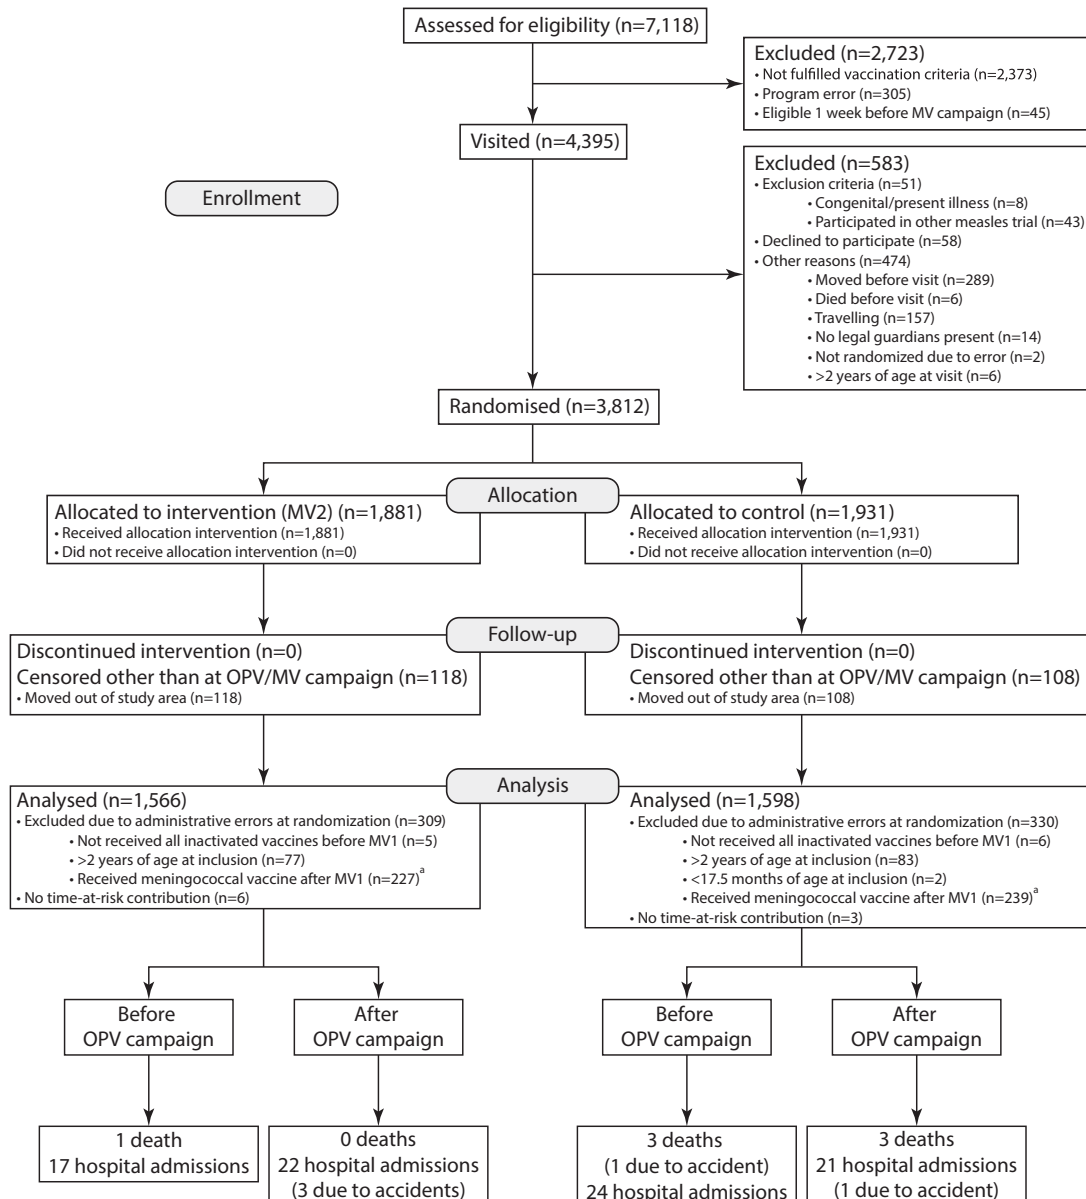 Assessed for eligibility (n=7,118)
Excluded (n=2,723)
• Not fulfilled vaccination criteria (n=2,373)
• Program error (n=305)
• Eligible 1 week before MV campaign (n=45)
Visited (n=4,395)
Excluded (n=583)
• Exclusion criteria (n=51)
• Congenital/present illness (n=8)
• Participated in other measles trial (n=43)
• Declined to participate (n=58)
• Other reasons (n=474)
• Moved before visit (n=289)
• Died before visit (n=6)
• Travelling (n=157)
• No legal guardians present (n=14)
• Not randomized due to error (n=2)
• >2 years of age at visit (n=6)
Enrollment
Randomised (n=3,812)
Allocation
Allocated to intervention (MV2) (n=1,881)
• Received allocation intervention (n=1,881)
• Did not receive allocation intervention (n=0)
Allocated to control (n=1,931)
• Received allocation intervention (n=1,931)
• Did not receive allocation intervention (n=0)
Follow-up
Discontinued intervention (n=0)
Censored other than at OPV/MV campaign (n=118)
• Moved out of study area (n=118)
Discontinued intervention (n=0)
Censored other than at OPV/MV campaign (n=108)
• Moved out of study area (n=108)
Analysis
Analysed (n=1,566)
• Excluded due to administrative errors at randomization (n=309)
• Not received all inactivated vaccines before MV1 (n=5)
• >2 years of age at inclusion (n=77)
• Received meningococcal vaccine after MV1 (n=227)a
• No time-at-risk contribution (n=6)
Analysed (n=1,598)
• Excluded due to administrative errors at randomization (n=330)
• Not received all inactivated vaccines before MV1 (n=6)
• >2 years of age at inclusion (n=83)
• <17.5 months of age at inclusion (n=2)
• Received meningococcal vaccine after MV1 (n=239)a
• No time-at-risk contribution (n=3)
Before
OPV campaign
After
OPV campaign
Before
OPV campaign
After
OPV campaign
1 death
17 hospital admissions
0 deaths
22 hospital admissions
(3 due to accidents)
3 deaths
(1 due to accident)
24 hospital admissions
3 deaths
21 hospital admissions
(1 due to accident)